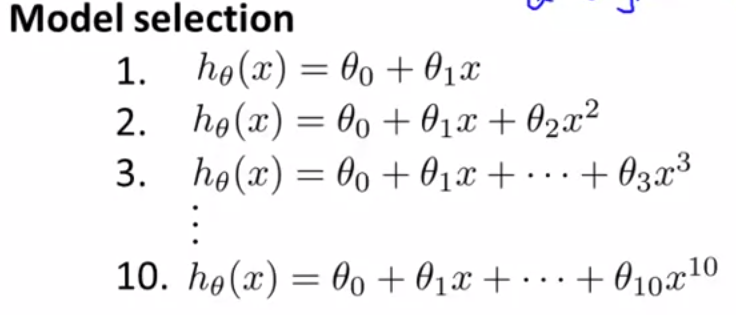 Model selection
1. hθ(x) = θ₀ + θ₁x
2. hθ(x) = θ₀ + θ₁x + θ₂x²
3. hθ(x) = θ₀ + θ₁x + ⋯ + θ₃x³
⋮
10. hθ(x) = θ₀ + θ₁x + ⋯ + θ₁₀x¹⁰